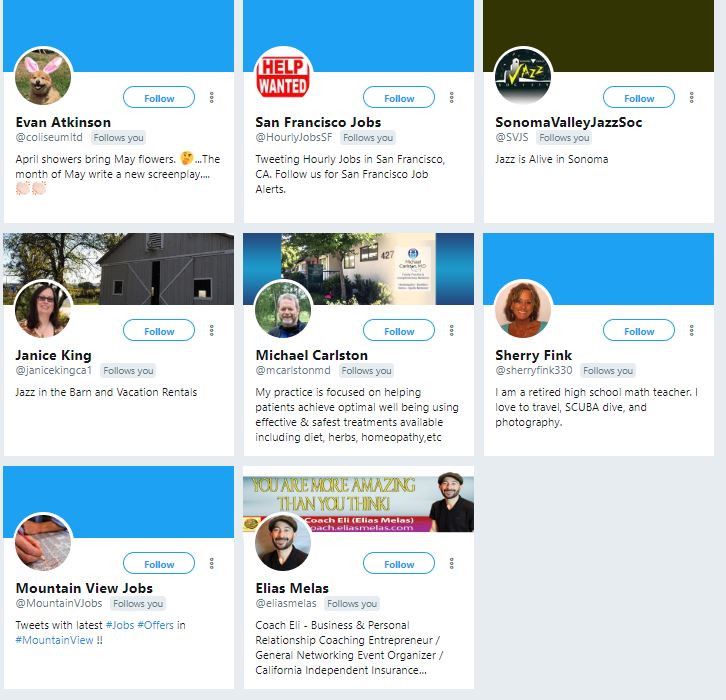 Follow
Evan Atkinson
@coliseumltd Follows you
April showers bring May flowers. 🤔...The
month of May write a new screenplay....
👏🏻👏🏻
HELP
WANTED
Follow
San Francisco Jobs
@HourlyJobsSF Follows you
Tweeting Hourly Jobs in San Francisco,
CA. Follow us for San Francisco Job
Alerts.
Jazz
SOCIETY
Follow
SonomaValleyJazzSoc
@SVJS Follows you
Jazz is Alive in Sonoma
Follow
Janice King
@janicekingca1 Follows you
Jazz in the Barn and Vacation Rentals
427
Michael
Carlston, MD
Follow
Michael Carlston
@mcarlstonmd Follows you
My practice is focused on helping
patients achieve optimal well being using
effective & safest treatments available
including diet, herbs, homeopathy,etc
Follow
Sherry Fink
@sherryfink330 Follows you
I am a retired high school math teacher. I
love to travel, SCUBA dive, and
photography.
Follow
Mountain View Jobs
@MountainVJobs Follows you
Tweets with latest #Jobs #Offers in
#MountainView !!
YOU ARE MORE AMAZING
THAN YOU THINK!
Coach Eli (Elias Melas)
coach.eliasmelas.com
Follow
Elias Melas
@eliasmelas Follows you
Coach Eli - Business & Personal
Relationship Coaching Entrepreneur /
General Networking Event Organizer /
California Independent Insurance...